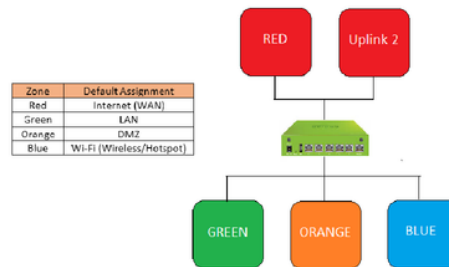 RED
Uplink 2
Zone Default Assignment
Red Internet (WAN)
Green LAN
Orange DMZ
Blue Wi-Fi (Wireless/Hotspot)
GREEN
ORANGE
BLUE